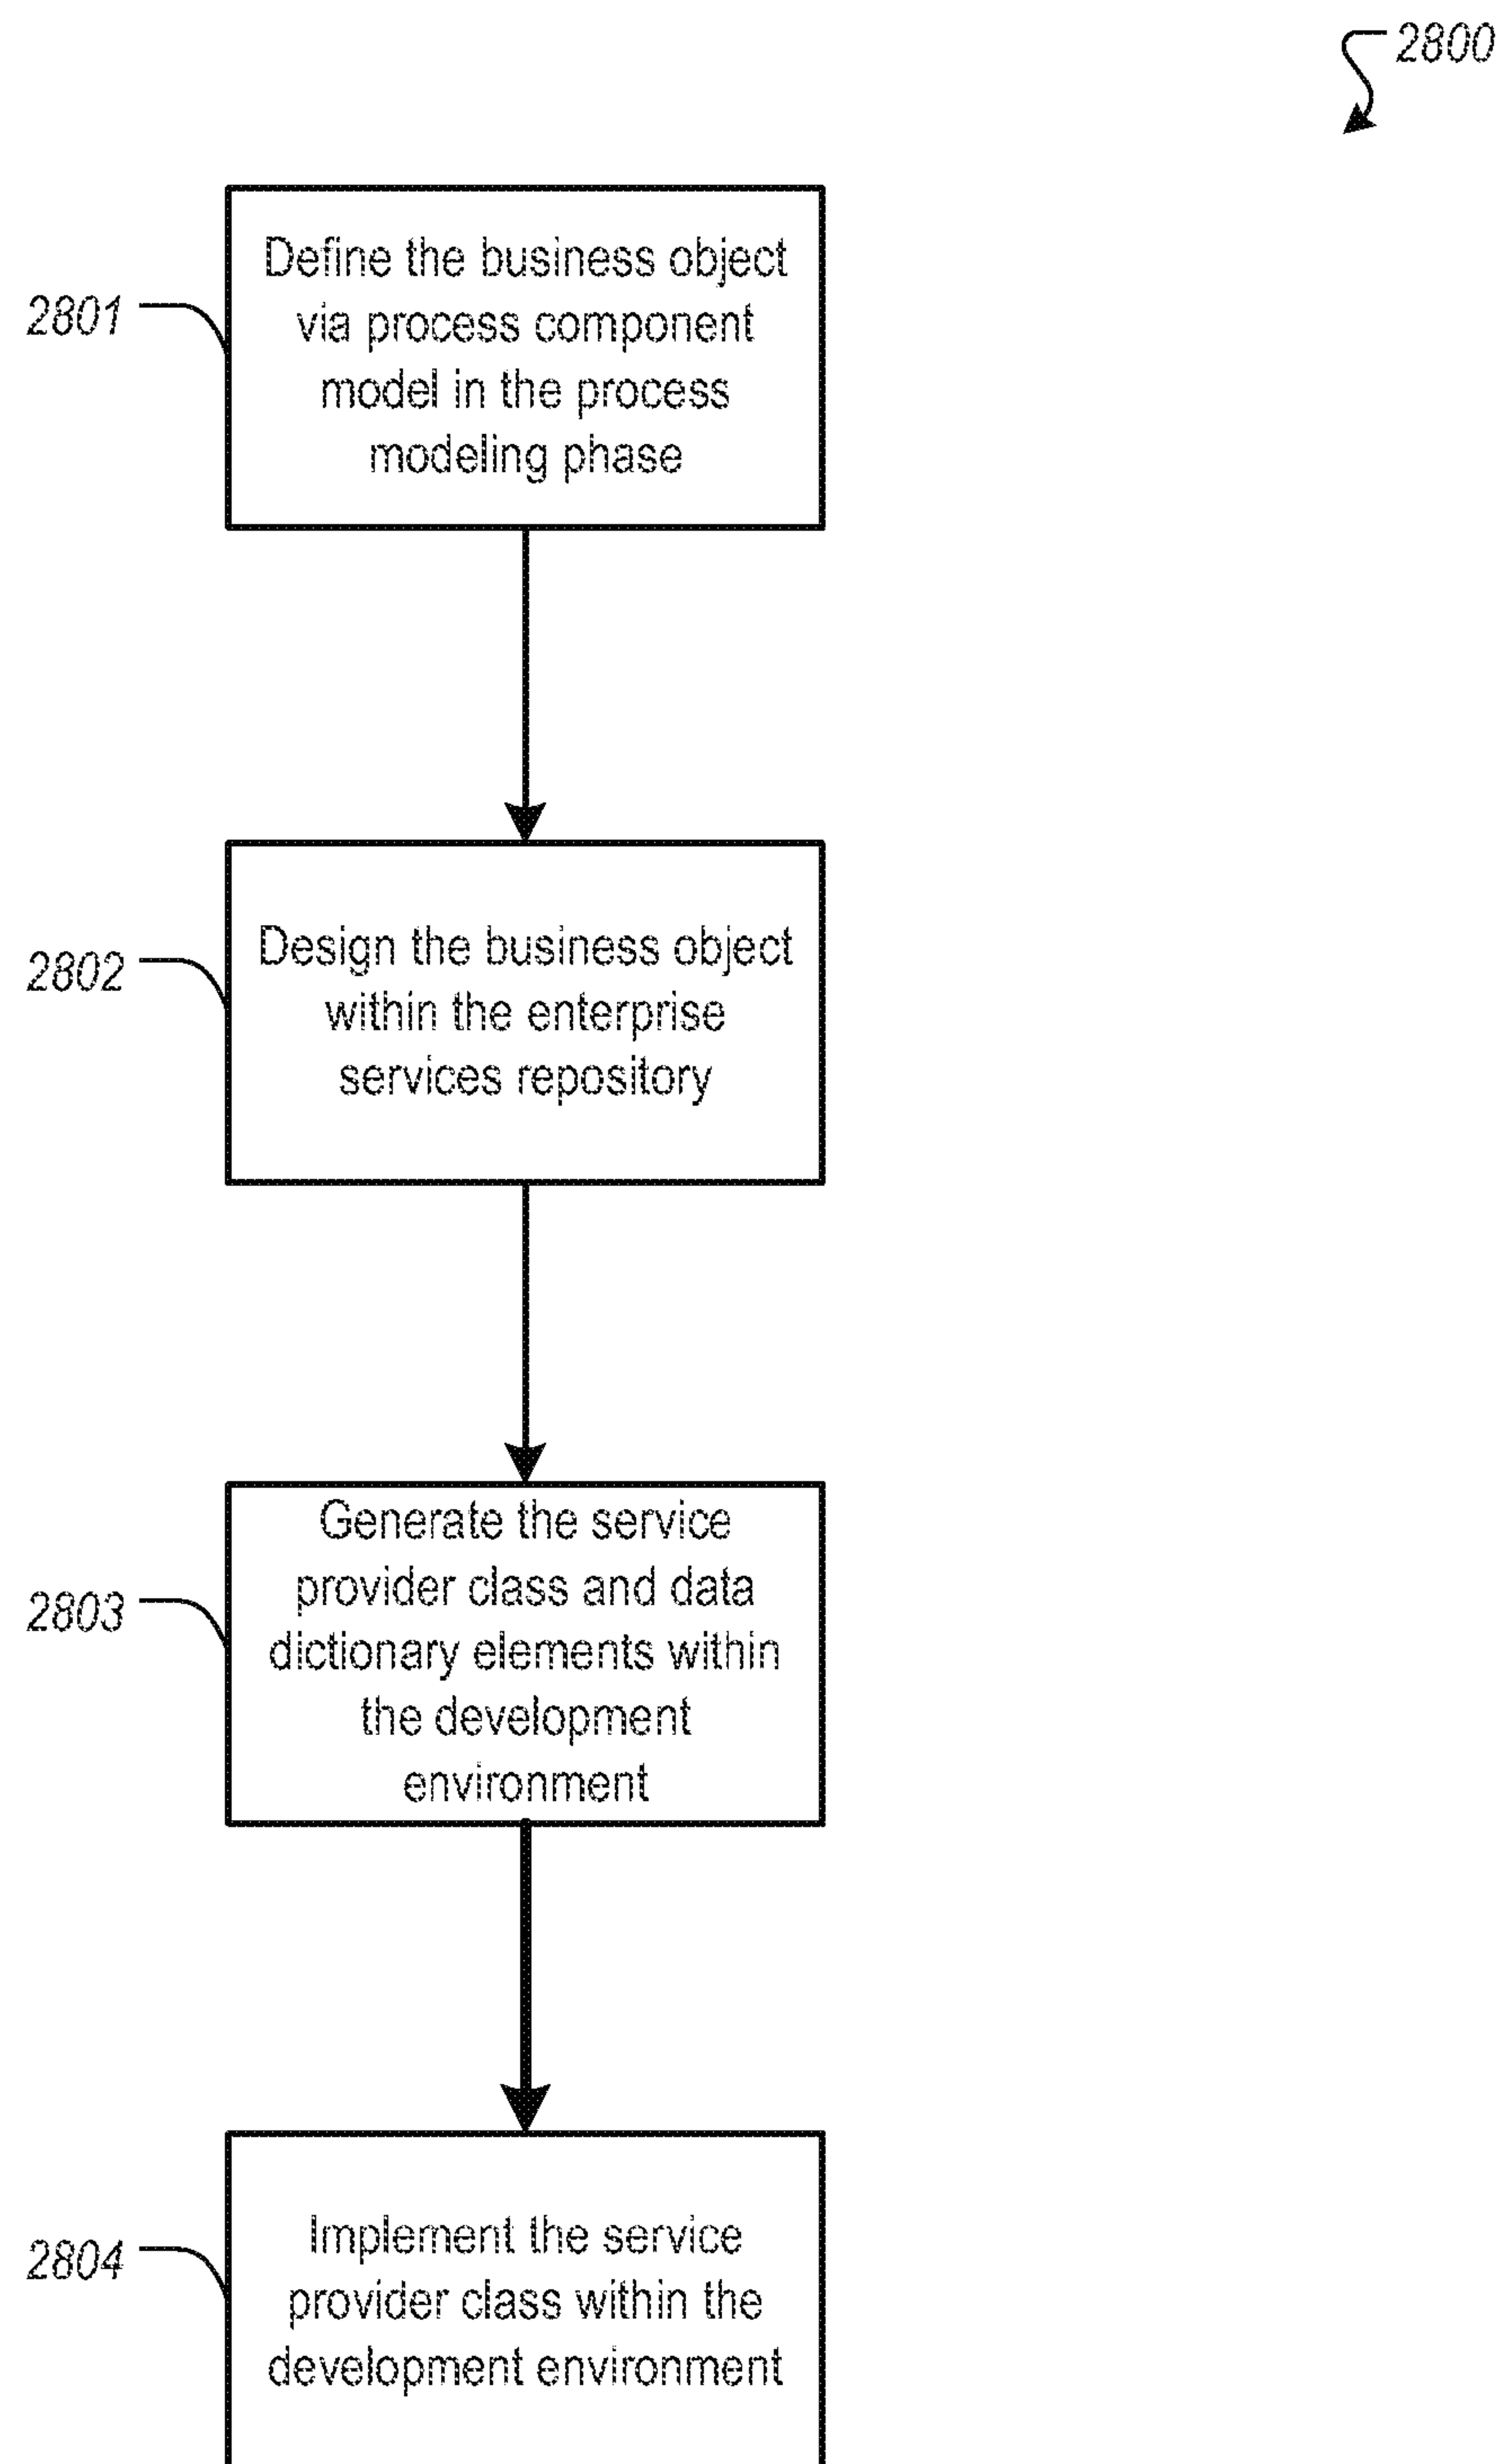 2800
Define the business object
via process component
model in the process
modeling phase
2801
Design the business object
within the enterprise
services repository
2802
Generate the service
provider class and data
dictionary elements within
the development
environment
2803
Implement the service
provider class within the
development environment
2804